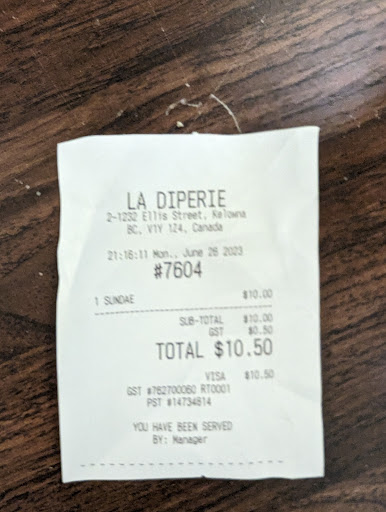 LA DIPERIE
2-1232 Ellis Street, Kelowna
BC, V1Y 1Z4, Canada
21:16:11 Mon., June 26 2023
#7604
1 SUNDAE $10.00
SUB-TOTAL $10.00
GST $0.50
TOTAL $10.50
VISA $10.50
GST #762700060 RT0001
PST #14734814
YOU HAVE BEEN SERVED
BY: Manager